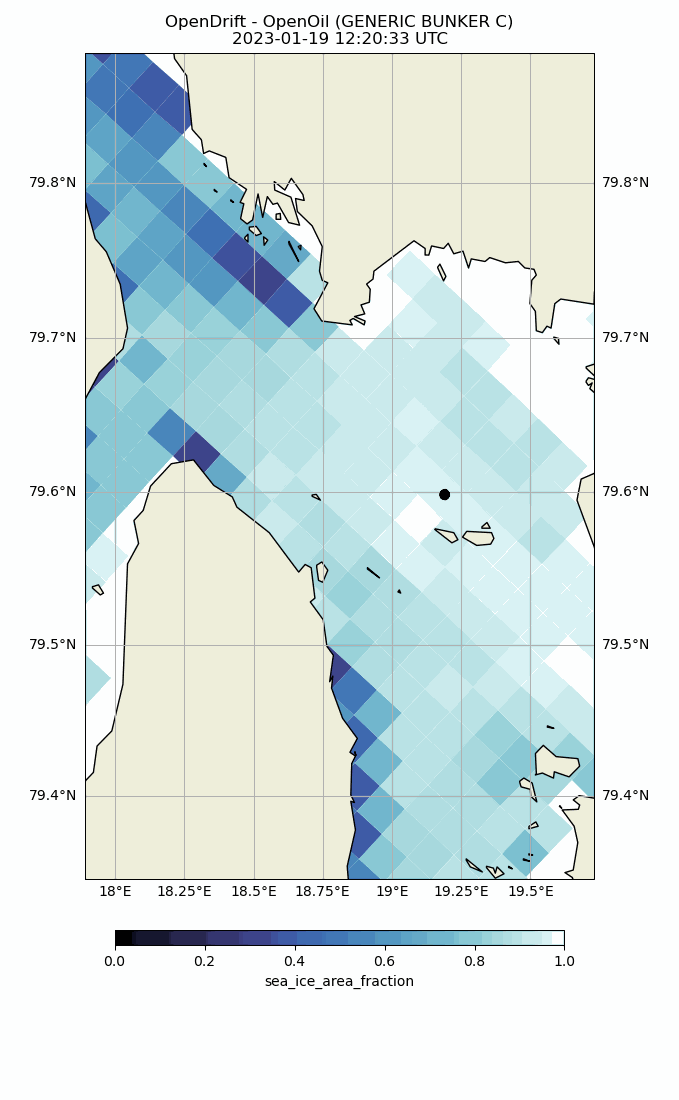 OpenDrift - OpenOil (GENERIC BUNKER C)
2023-01-19 12:20:33 UTC
79.8°N 79.8°N
79.7°N 79.7°N
79.6°N 79.6°N
79.5°N 79.5°N
79.4°N 79.4°N
18°E 18.25°E 18.5°E 18.75°E 19°E 19.25°E 19.5°E
0.0 0.2 0.4 0.6 0.8 1.0
sea_ice_area_fraction